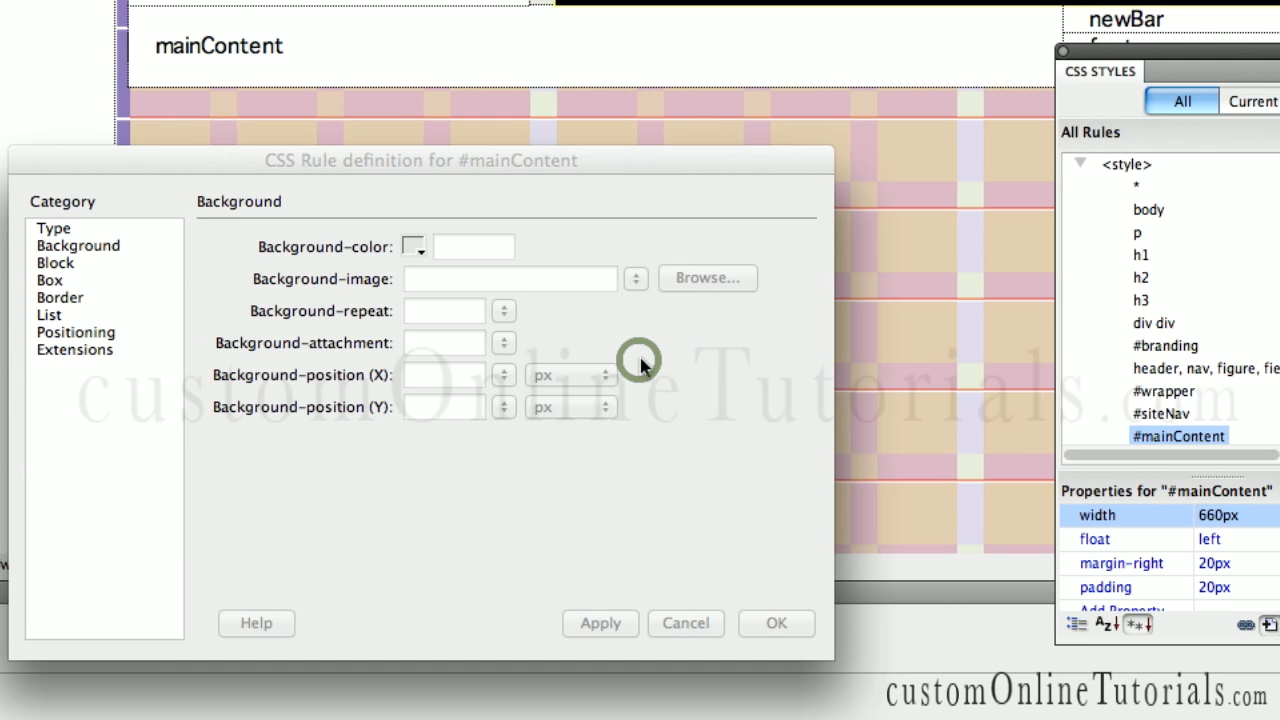 newBar
mainContent
CSS STYLES
All
Current
All Rules
<style>
*
body
p
h1
h2
h3
div div
#branding
header, nav, figure, fie
#wrapper
#siteNav
#mainContent
Properties for "#mainContent"
width 660px
float left
margin-right 20px
padding 20px
Add Property
CSS Rule definition for #mainContent
Category
Type
Background
Block
Box
Border
List
Positioning
Extensions
Background
Background-color:
Background-image:
Browse...
Background-repeat:
Background-attachment:
Background-position (X):
px
Background-position (Y):
px
Help
Apply
Cancel
OK
customOnlineTutorials.com
customOnlineTutorials.com